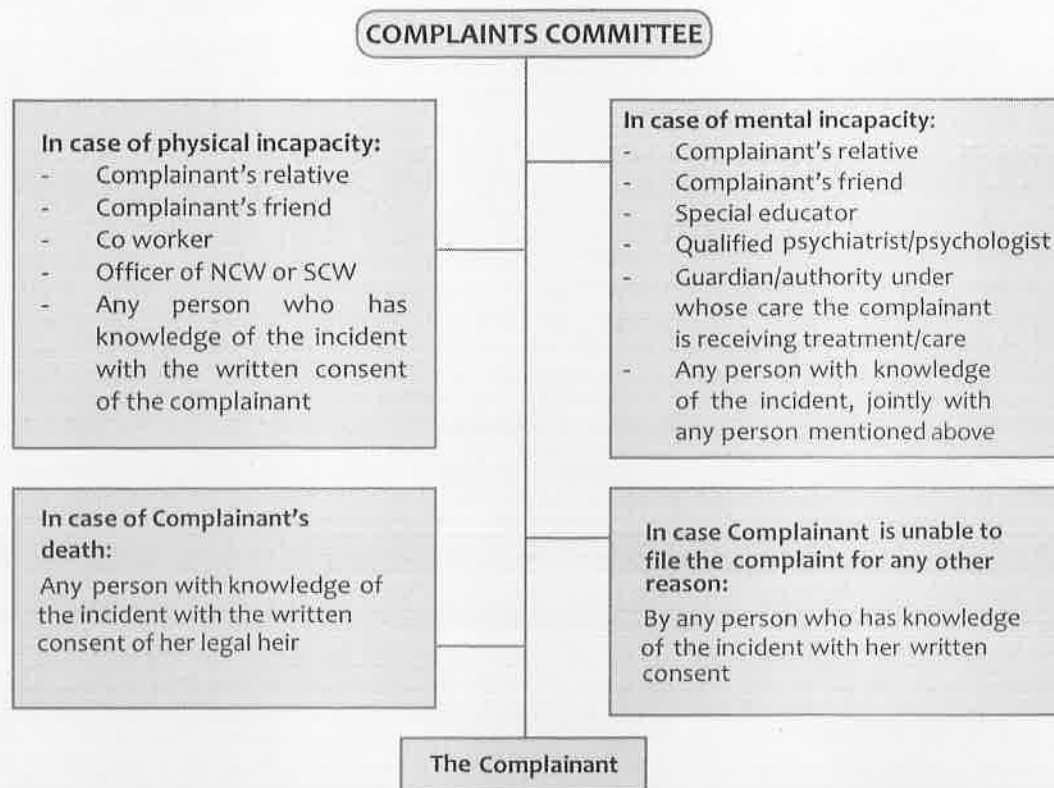 COMPLAINTS COMMITTEE
In case of physical incapacity:
- Complainant's relative
- Complainant's friend
- Co worker
- Officer of NCW or SCW
- Any person who has
knowledge of the incident
with the written consent
of the complainant
In case of mental incapacity:
- Complainant's relative
- Complainant's friend
- Special educator
- Qualified psychiatrist/psychologist
- Guardian/authority under
whose care the complainant
is receiving treatment/care
- Any person with knowledge
of the incident, jointly with
any person mentioned above
In case of Complainant's
death:
Any person with knowledge of
the incident with the written
consent of her legal heir
In case Complainant is unable to
file the complaint for any other
reason:
By any person who has knowledge
of the incident with her written
consent
The Complainant